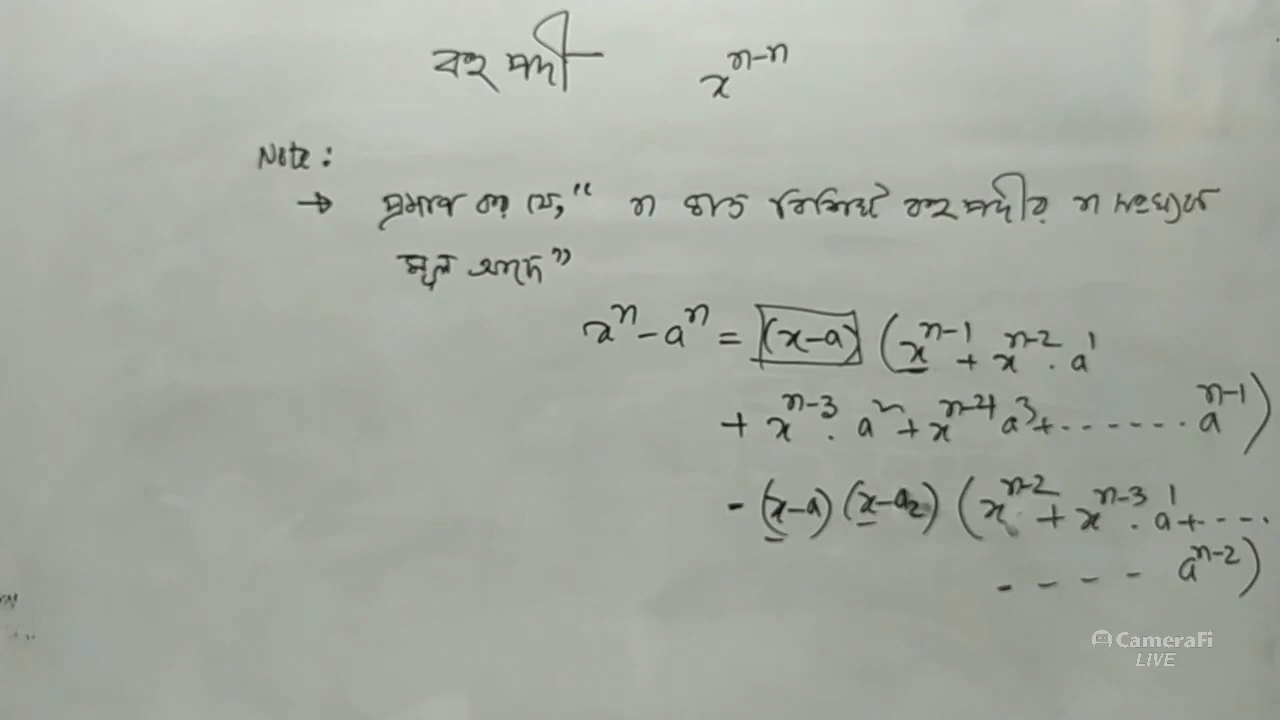 বহু পদী x^{n-n}
Note :
→ প্রমাণ কর যে, “ n ঘাত বিশিষ্ট বহু পদীর n সংখ্যক
মূল আছে ”
x^n - a^n = (x-a) (x^{n-1} + x^{n-2} . a^1
+ x^{n-3} . a^2 + x^{n-4} a^3 + ....... a^{n-1})
- (x-a) (x-a_2) (x^{n-2} + x^{n-3} . a^1 + ....
- - - - a^{n-2})
CameraFi
LIVE